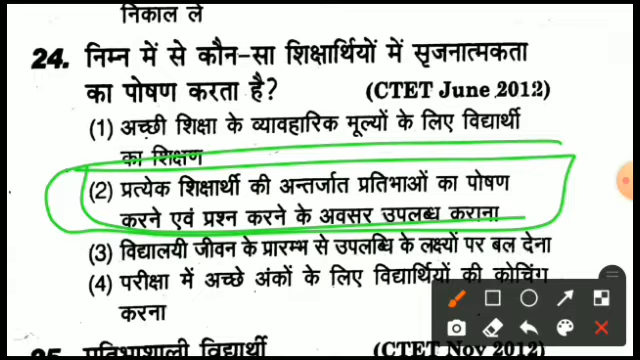 निकाल ले
24. निम्न में से कौन-सा शिक्षार्थियों में सृजनात्मकता
का पोषण करता है? (CTET June 2012)
(1) अच्छी शिक्षा के व्यावहारिक मूल्यों के लिए विद्यार्थी
का शिक्षण
(2) प्रत्येक शिक्षार्थी की अन्तर्जात प्रतिभाओं का पोषण
करने एवं प्रश्न करने के अवसर उपलब्ध कराना
(3) विद्यालयी जीवन के प्रारम्भ से उपलब्धि के लक्ष्यों पर बल देना
(4) परीक्षा में अच्छे अंकों के लिए विद्यार्थियों की कोचिंग
करना
25. प्रतिभाशाली विद्यार्थी (CTET Nov 2012)